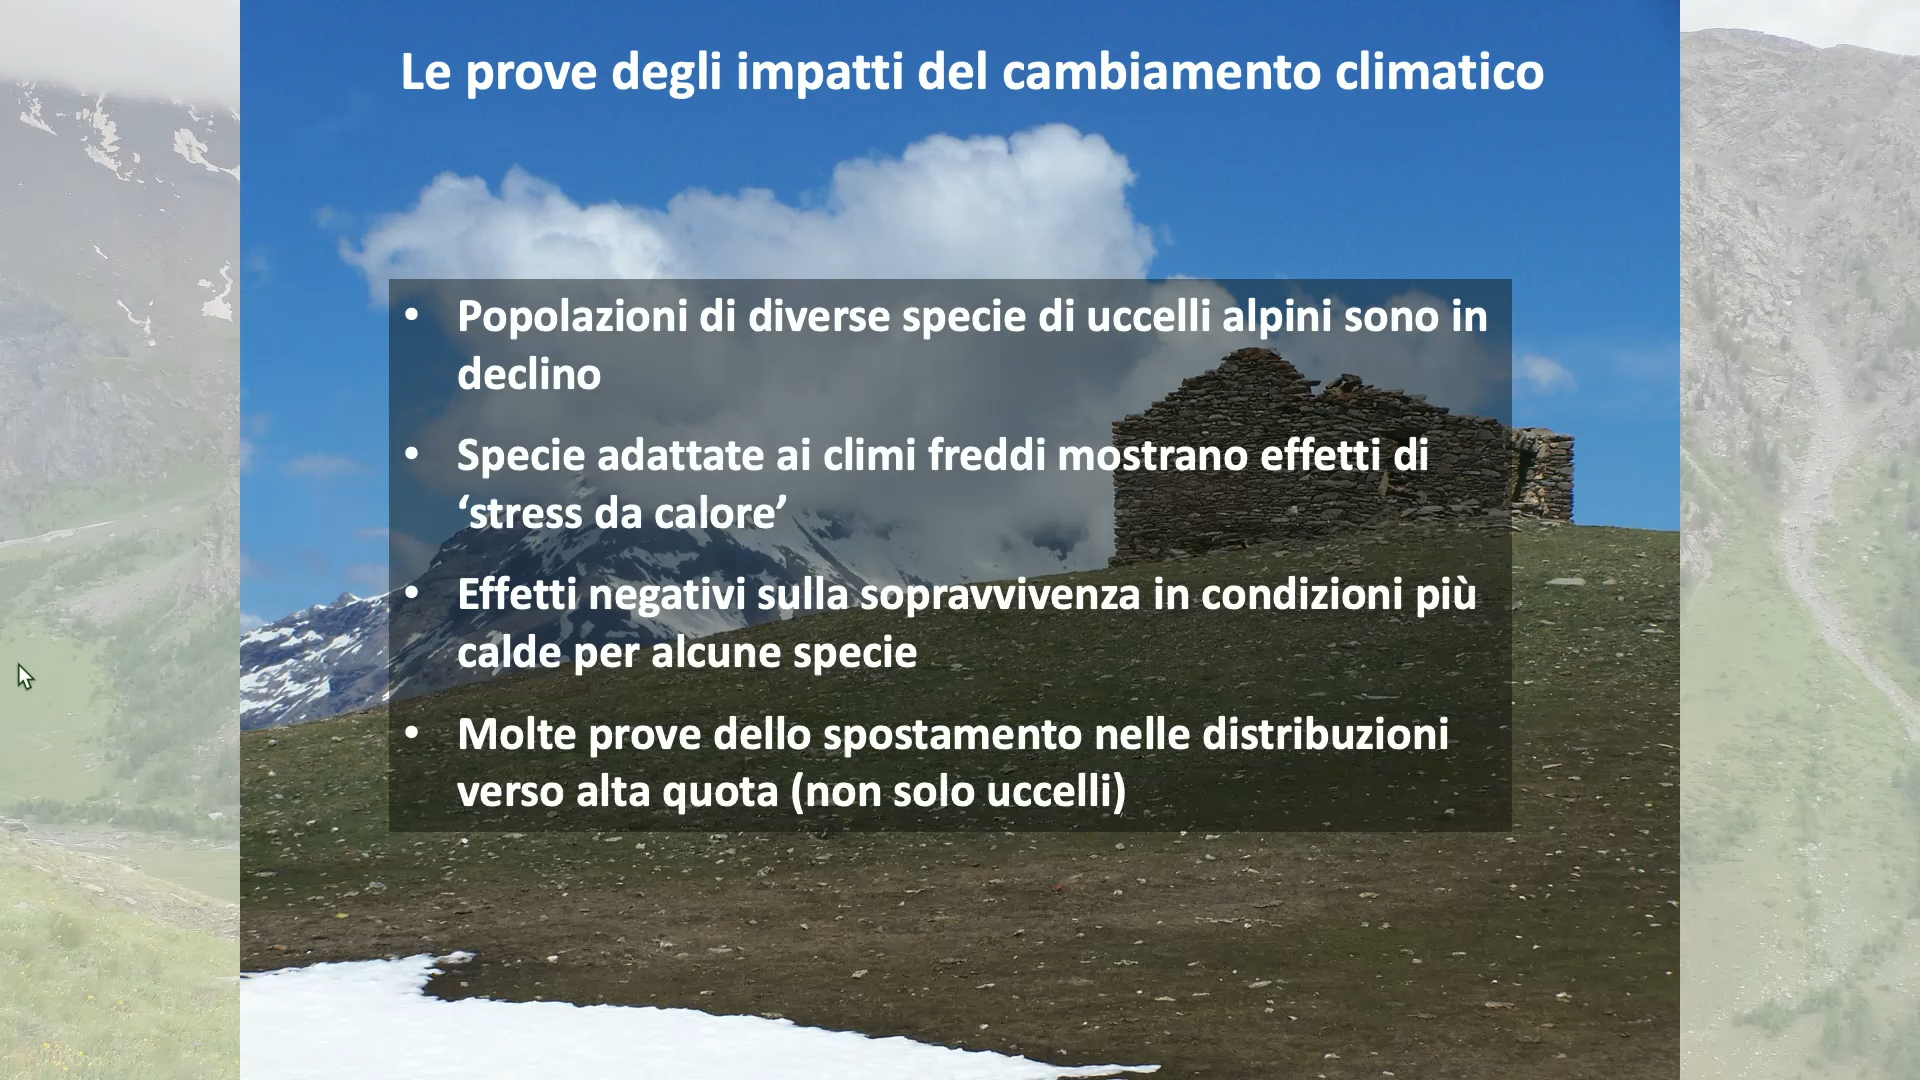 Le prove degli impatti del cambiamento climatico
• Popolazioni di diverse specie di uccelli alpini sono in
declino
• Specie adattate ai climi freddi mostrano effetti di
‘stress da calore’
• Effetti negativi sulla sopravvivenza in condizioni più
calde per alcune specie
• Molte prove dello spostamento nelle distribuzioni
verso alta quota (non solo uccelli)